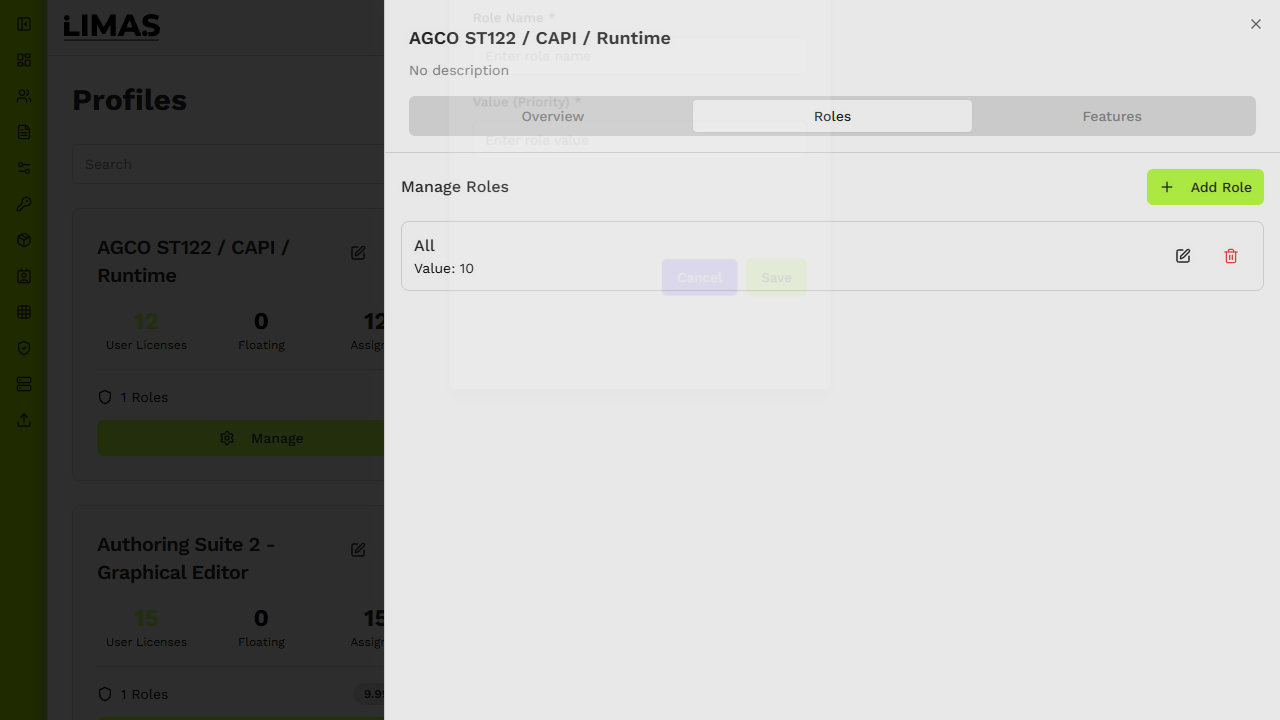 LIMAS
Profiles
Search
AGCO ST122 / CAPI /
Runtime
12
User Licenses
0
Floating
12
Assig
1 Roles
Manage
Authoring Suite 2 -
Graphical Editor
15
User Licenses
0
Floating
15
Assig
1 Roles
9.9
AGCO ST122 / CAPI / Runtime
No description
Overview
Roles
Features
Manage Roles
Add Role
All
Value: 10
Role Name *
Enter role name
Value (Priority) *
Enter role value
Cancel
Save